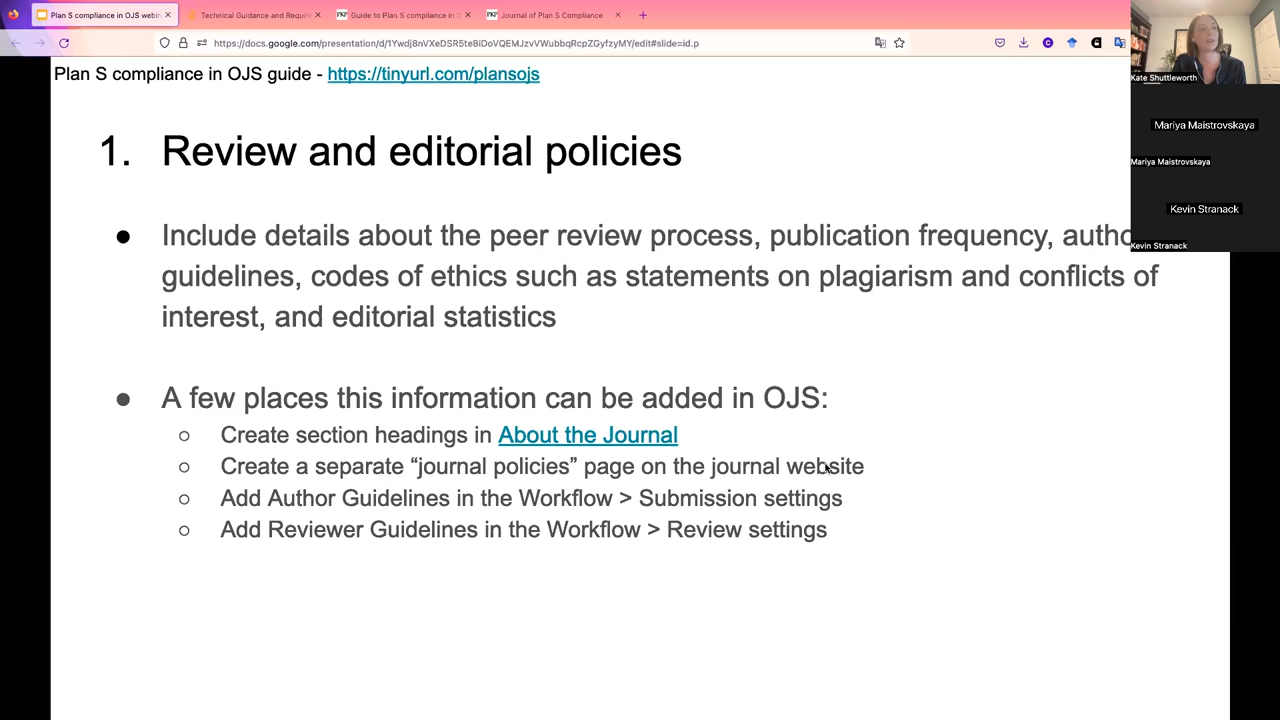 Plan S compliance in OJS webin
Technical Guidance and Require
PKP Guide to Plan S compliance in O
PKP Journal of Plan S Compliance
https://docs.google.com/presentation/d/1Ywdj8nVXeDSR5te8IDoVQEMJzvVWubbqRcpZGyfzyMY/edit#slide=id.p
Plan S compliance in OJS guide - https://tinyurl.com/plansojs
Kate Shuttleworth
Mariya Maistrovskaya
Mariya Maistrovskaya
Kevin Stranack
Kevin Stranack
1. Review and editorial policies
● Include details about the peer review process, publication frequency, autho
guidelines, codes of ethics such as statements on plagiarism and conflicts of
interest, and editorial statistics
● A few places this information can be added in OJS:
○ Create section headings in About the Journal
○ Create a separate “journal policies” page on the journal website
○ Add Author Guidelines in the Workflow > Submission settings
○ Add Reviewer Guidelines in the Workflow > Review settings